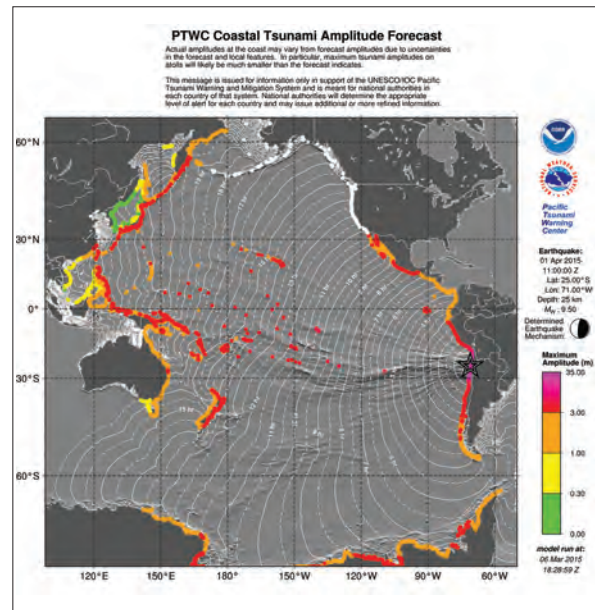 PTWC Coastal Tsunami Amplitude Forecast
Actual amplitudes at the coast may vary from forecast amplitudes due to uncertainties
in the forecast and local features. In particular, maximum tsunami amplitudes on
atolls will likely be much smaller than the forecast indicates.
This message is issued for information only in support of the UNESCO/IOC Pacific
Tsunami Warning and Mitigation System and is meant for national authorities in
each country of that system. National authorities will determine the appropriate
level of alert for each country and may issue additional or more refined information.
60°N
30°N
0°
30°S
60°S
120°E
150°E
180°
150°W
120°W
90°W
60°W
Pacific
Tsunami
Warning
Center
Earthquake:
01 Apr 2015
11:00:00 Z
Lat: 25.00°S
Lon: 71.00°W
Depth: 25 km
Mw: 9.50
Determined
Earthquake
Mechanism:
Maximum
Amplitude (m)
35.00
3.00
1.00
0.30
0.00
model run at:
06 Mar 2015
18:28:59 Z